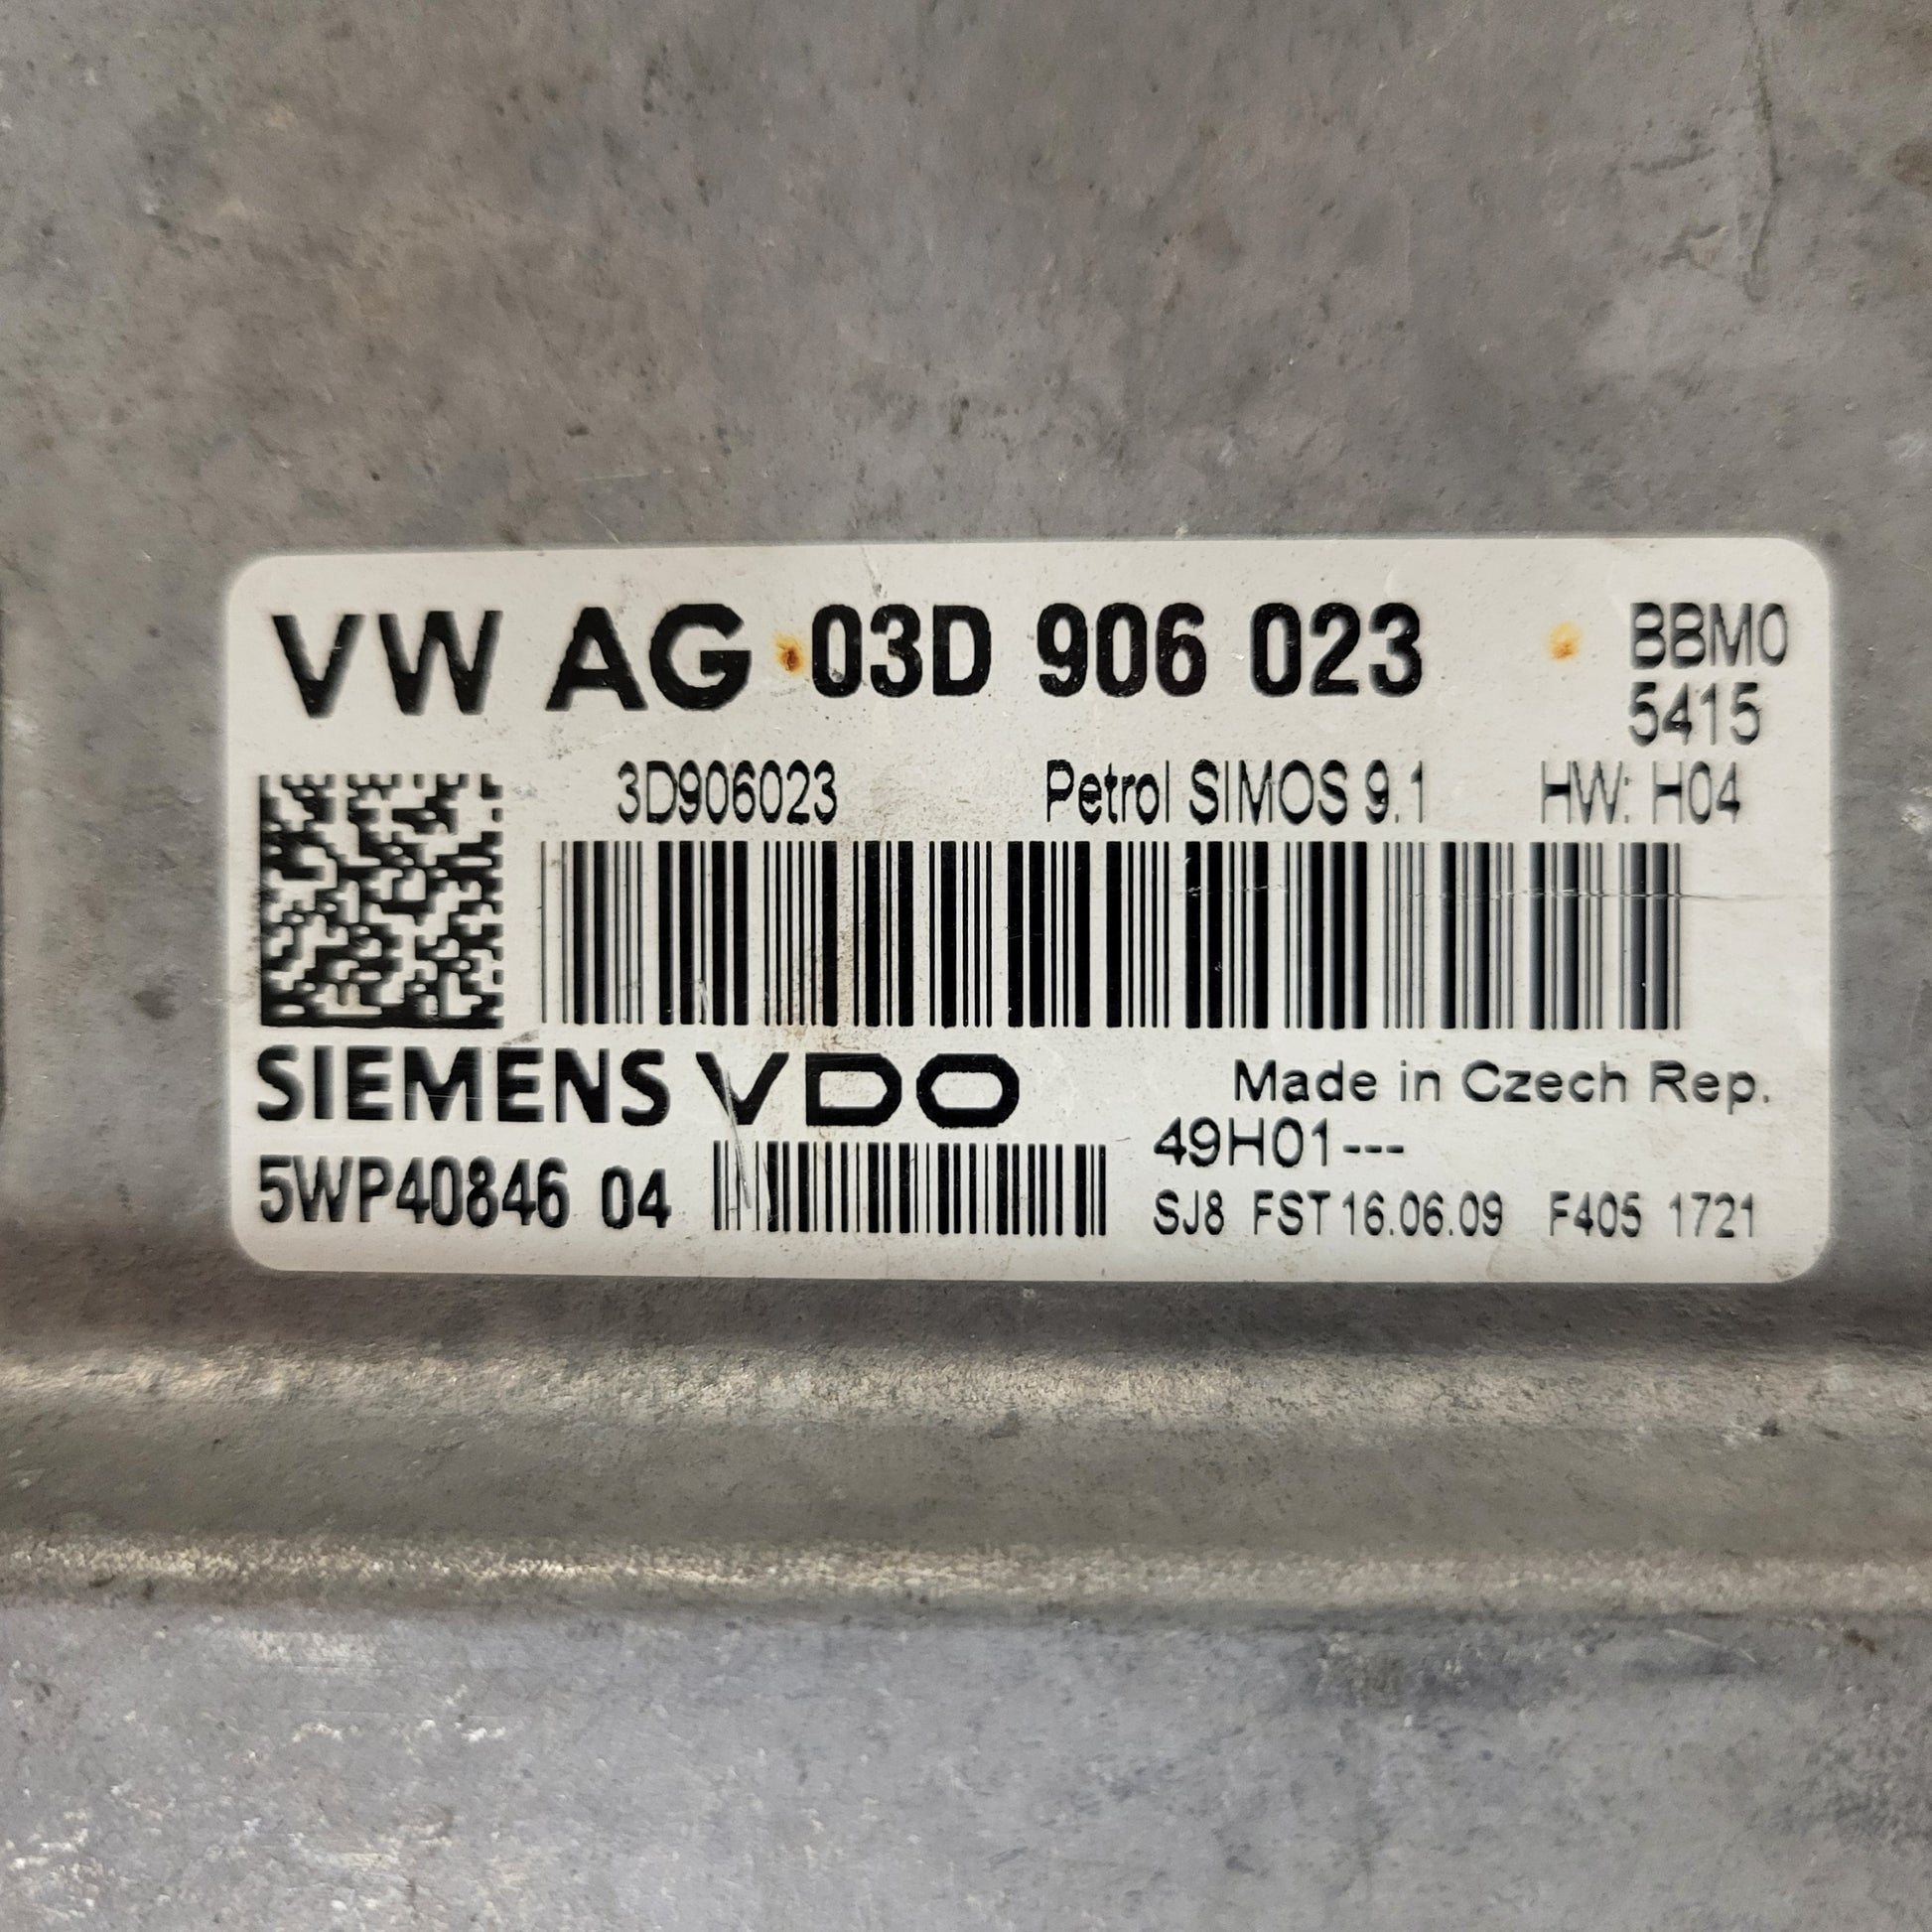 VW AG 03D 906 023 BBM0
5415
3D906023 Petrol SIMOS 9.1 HW: H04
SIEMENS VDO Made in Czech Rep.
49H01---
5WP40846 04 SJ8 FST 16.06.09 F405 1721